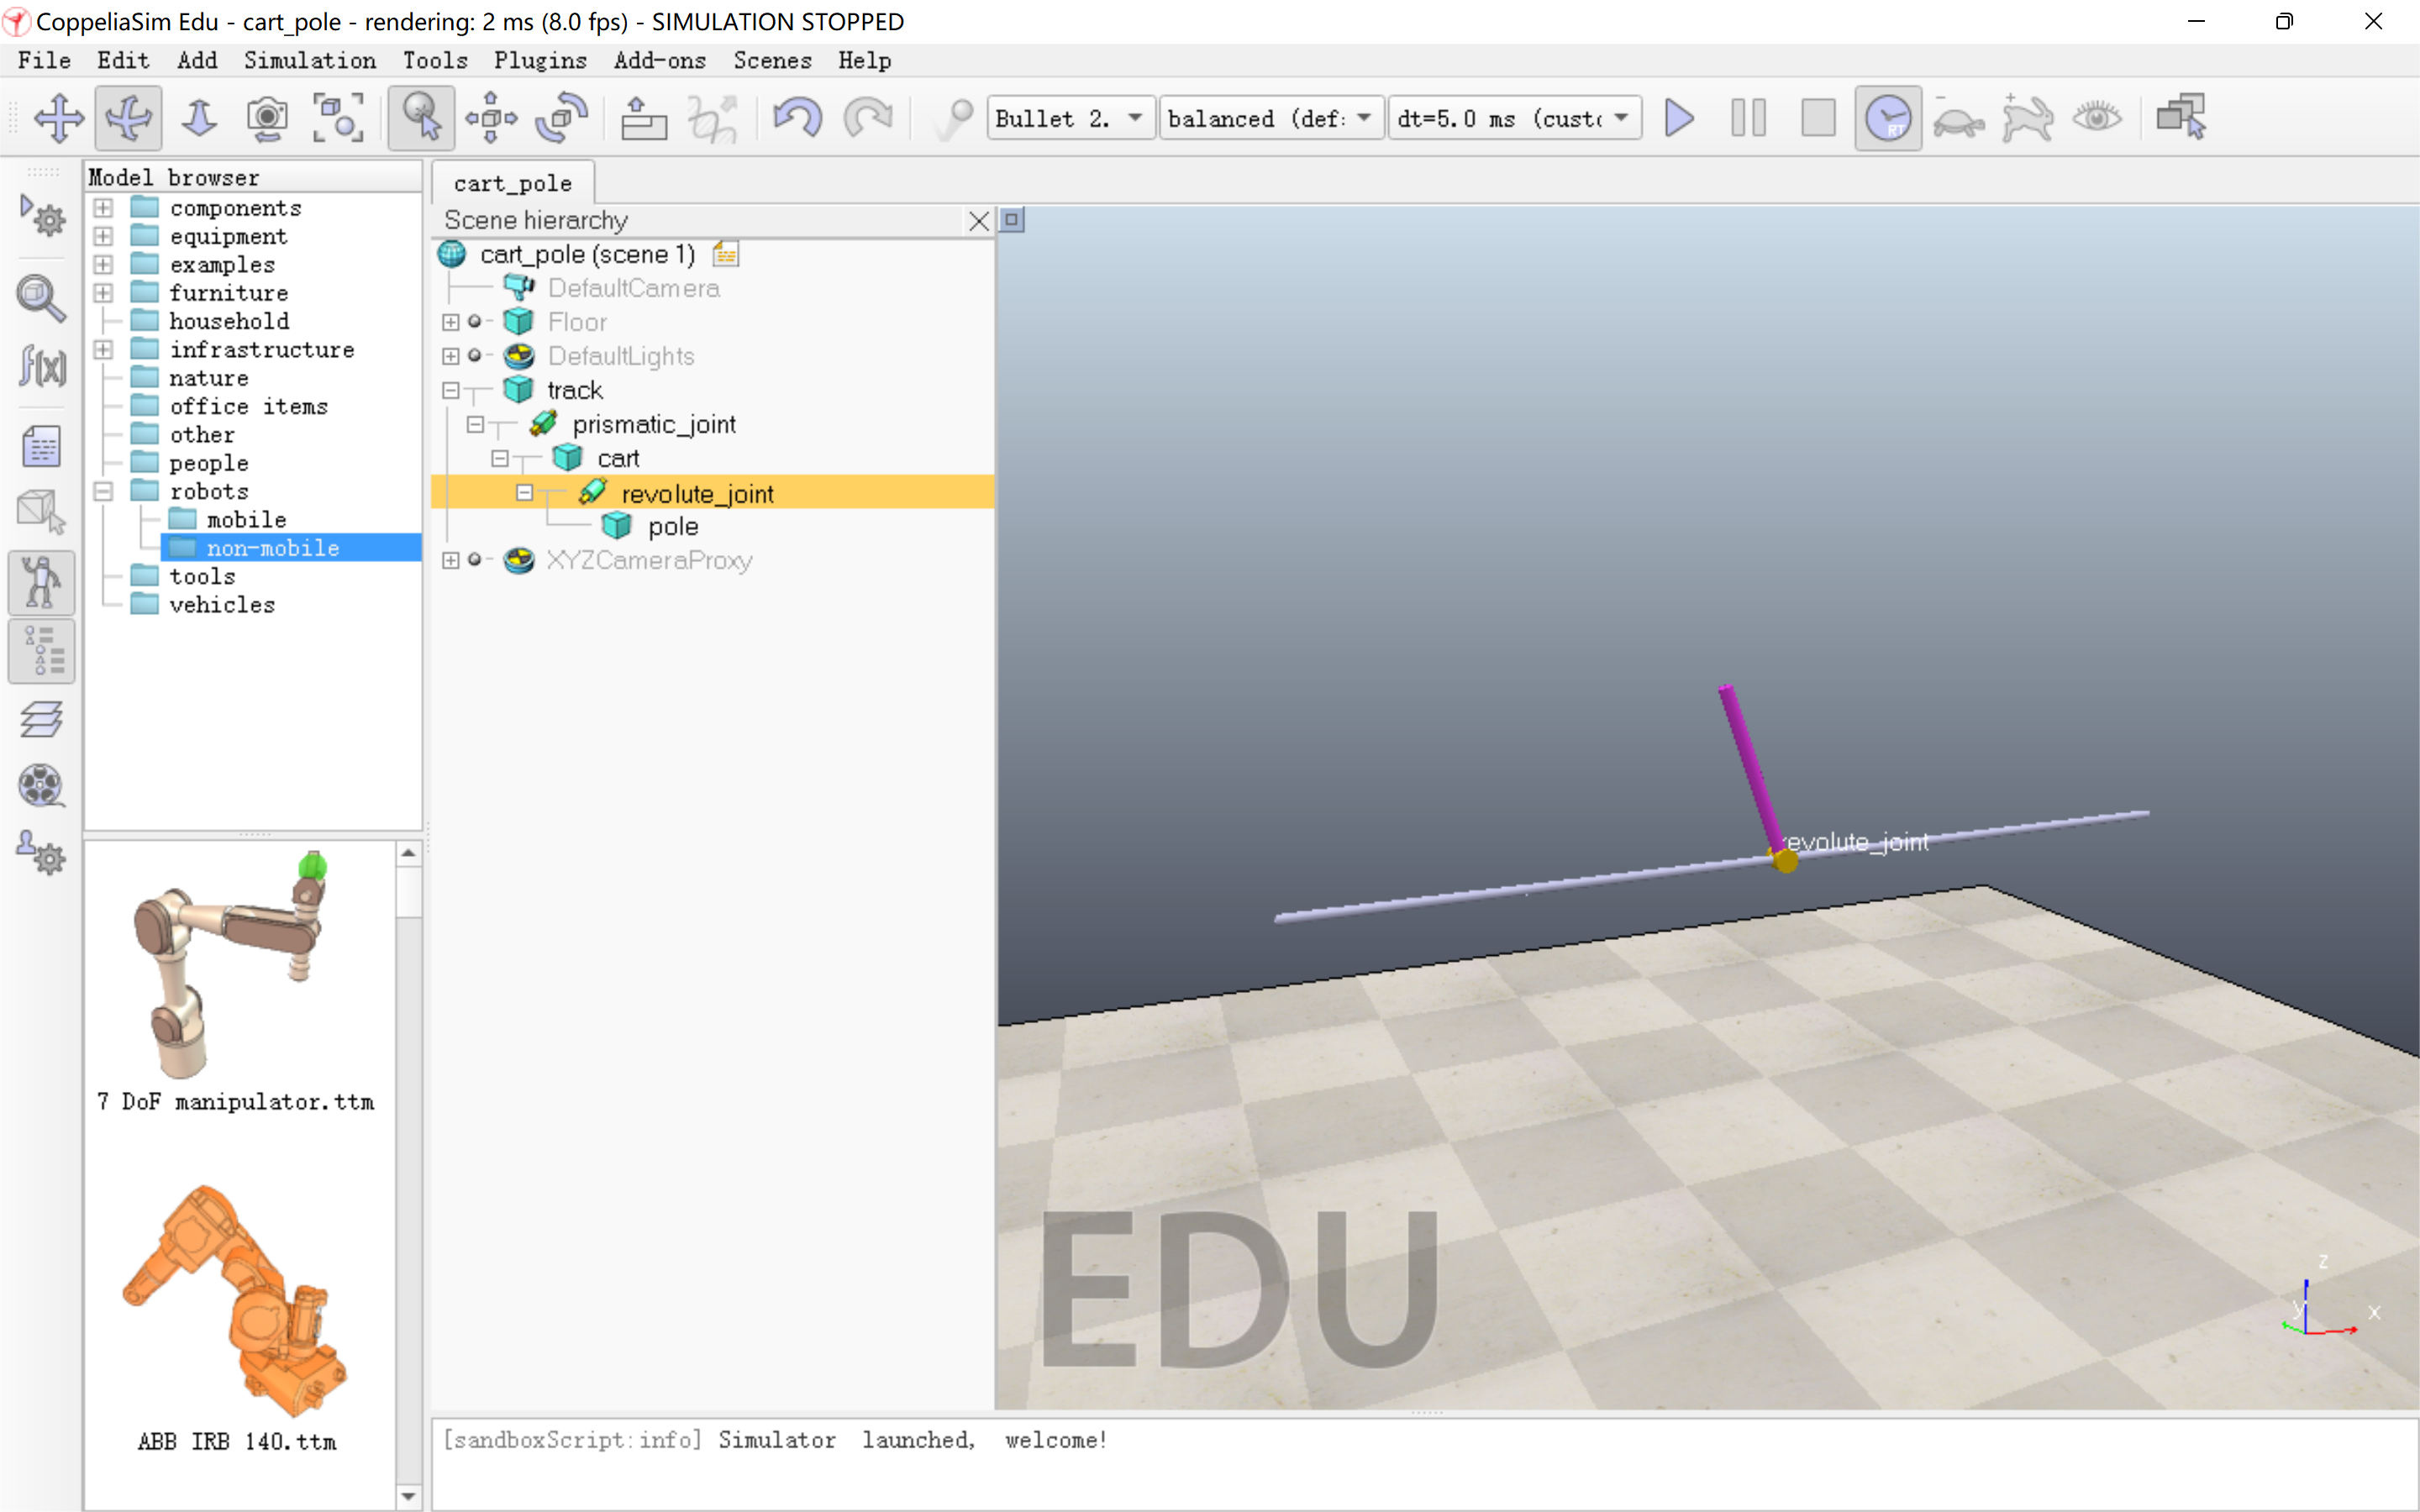 CoppeliaSim Edu - cart_pole - rendering: 2 ms (8.0 fps) - SIMULATION STOPPED
File Edit Add Simulation Tools Plugins Add-ons Scenes Help
Bullet 2. balanced (def: dt=5.0 ms (cust
RT
Model browser
components
equipment
examples
furniture
household
infrastructure
nature
office items
other
people
robots
mobile
non-mobile
tools
vehicles
7 DoF manipulator.ttm
ABB IRB 140.ttm
cart_pole
Scene hierarchy
cart_pole (scene 1)
DefaultCamera
Floor
DefaultLights
track
prismatic_joint
cart
revolute_joint
pole
XYZCameraProxy
f(x)
revolute_joint
EDU
z
y
x
[sandboxScript:info] Simulator launched, welcome!